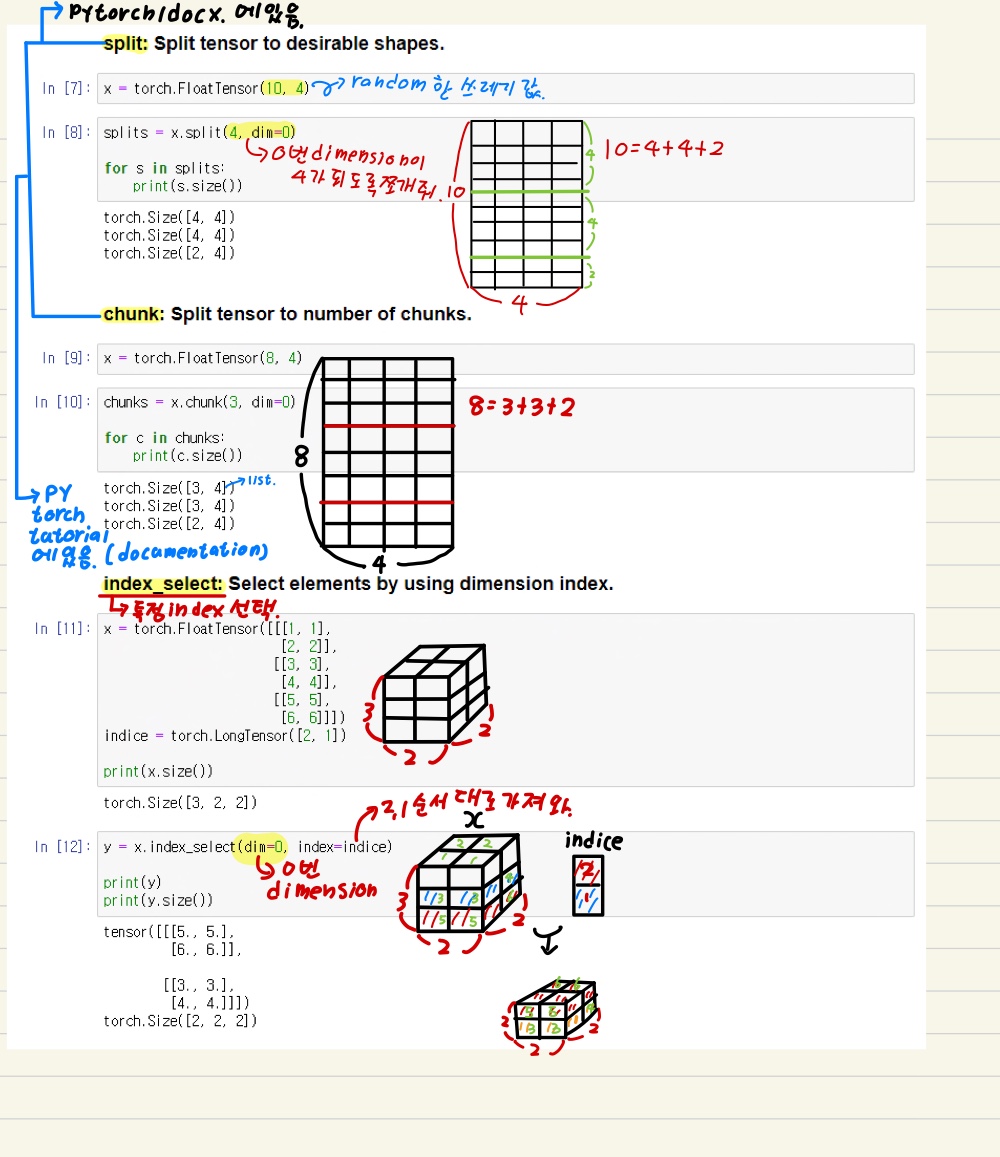 pytorch/docx. 에 있음.
split: Split tensor to desirable shapes.
In [7]: x = torch.FloatTensor(10, 4) → random 한 쓰레기 값.
In [8]: splits = x.split(4, dim=0)
0번 dimension이
4가 되도록 쪼개줘.
for s in splits:
print(s.size())
10
4
4
2
4
10=4+4+2
torch.Size([4, 4])
torch.Size([4, 4])
torch.Size([2, 4])
chunk: Split tensor to number of chunks.
In [9]: x = torch.FloatTensor(8, 4)
In [10]: chunks = x.chunk(3, dim=0)
for c in chunks:
print(c.size())
8
4
8=3+3+2
torch.Size([3, 4]) → list.
torch.Size([3, 4])
torch.Size([2, 4])
PY
torch
tatorial
에 있음. (documentation)
index_select: Select elements by using dimension index.
특정 index 선택.
In [11]: x = torch.FloatTensor([[[1, 1],
[2, 2]],
[[3, 3],
[4, 4]],
[[5, 5],
[6, 6]]])
indice = torch.LongTensor([2, 1])
print(x.size())
3
2
2
torch.Size([3, 2, 2])
2,1 순서 대로 가져와.
In [12]: y = x.index_select(dim=0, index=indice)
0번
dimension
print(y)
print(y.size())
x
2 2
1 1
3 3
5 5
3
2
2
indice
2
1
tensor([[[5., 5.],
[6., 6.]],
[[3., 3.],
[4., 4.]]])
torch.Size([2, 2, 2])
2
2
2